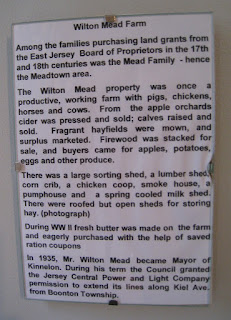 Wilton Mead Farm
Among the families purchasing land grants from
the East Jersey Board of Proprietors in the 17th
and 18th centuries was the Mead Family - hence
the Meadtown area.
The Wilton Mead property was once a
productive, working farm with pigs, chickens,
horses and cows. From the apple orchards
cider was pressed and sold; calves raised and
sold. Fragrant hayfields were mown, and
surplus marketed. Firewood was stacked for
sale, and buyers came for apples, potatoes,
eggs and other produce.
There was a large sorting shed, a lumber shed,
corn crib, a chicken coop, smoke house, a
pumphouse and a spring cooled milk shed.
There were roofed but open sheds for storing
hay. (photograph)
During WW II fresh butter was made on the farm
and eagerly purchased with the help of saved
ration coupons
In 1935, Mr. Wilton Mead became Mayor of
Kinnelon. During his term the Council granted
the Jersey Central Power and Light Company
permission to extend its lines along Kiel Ave.
from Boonton Township.